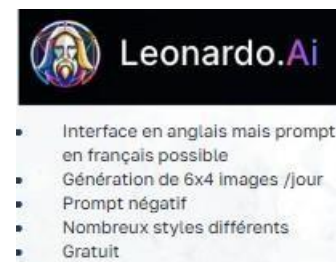 Leonardo.Ai
Interface en anglais mais prompt
en français possible
Génération de 6x4 images /jour
Prompt négatif
Nombreux styles différents
Gratuit